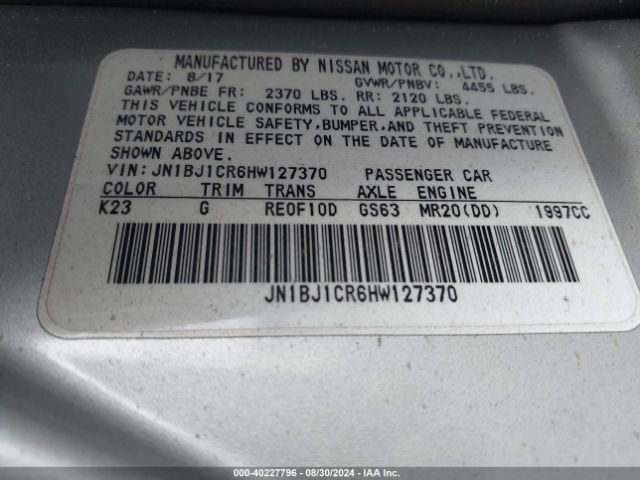 MANUFACTURED BY NISSAN MOTOR CO.,LTD.
DATE: 8/17 GVWR/PNBV: 4455 LBS.
GAWR/PNBE FR: 2370 LBS. RR: 2120 LBS.
THIS VEHICLE CONFORMS TO ALL APPLICABLE FEDERAL
MOTOR VEHICLE SAFETY,BUMPER,AND THEFT PREVENTION
STANDARDS IN EFFECT ON THE DATE OF MANUFACTURE
SHOWN ABOVE.
VIN:JN1BJ1CR6HW127370 PASSENGER CAR
COLOR TRIM TRANS AXLE ENGINE
K23 G RE0F10D GS63 MR20(DD) 1997CC
JN1BJ1CR6HW127370
000-40227796 - 08/30/2024 - IAA Inc.